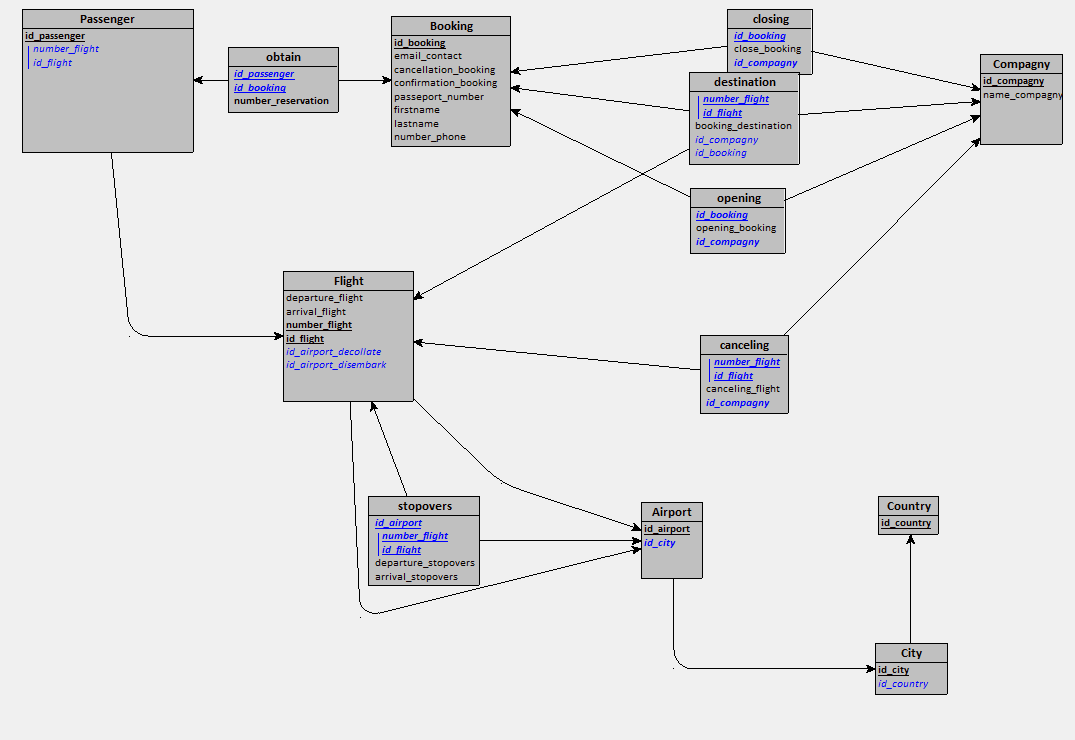 Passenger
id_passenger
number_flight
id_flight
obtain
id_passenger
id_booking
number_reservation
Booking
id_booking
email_contact
cancellation_booking
confirmation_booking
passeport_number
firstname
lastname
number_phone
closing
id_booking
close_booking
id_compagny
destination
number_flight
id_flight
booking_destination
id_compagny
id_booking
Compagny
id_compagny
name_compagny
opening
id_booking
opening_booking
id_compagny
Flight
departure_flight
arrival_flight
number_flight
id_flight
id_airport_decollate
id_airport_disembark
canceling
number_flight
id_flight
canceling_flight
id_compagny
stopovers
id_airport
number_flight
id_flight
departure_stopovers
arrival_stopovers
Airport
id_airport
id_city
Country
id_country
City
id_city
id_country